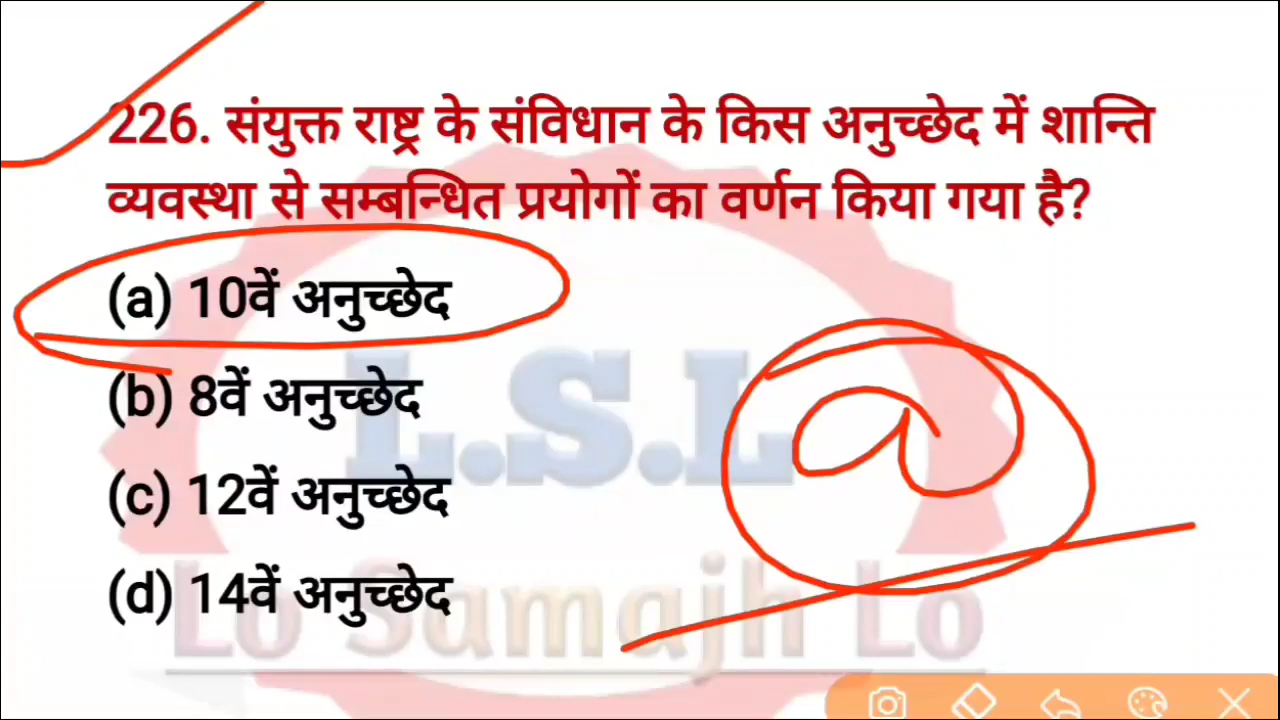 226. संयुक्त राष्ट्र के संविधान के किस अनुच्छेद में शान्ति
व्यवस्था से सम्बन्धित प्रयोगों का वर्णन किया गया है?
(a) 10वें अनुच्छेद
(b) 8वें अनुच्छेद
(c) 12वें अनुच्छेद
(d) 14वें अनुच्छेद
L.S.L
a
Lo Samajh Lo